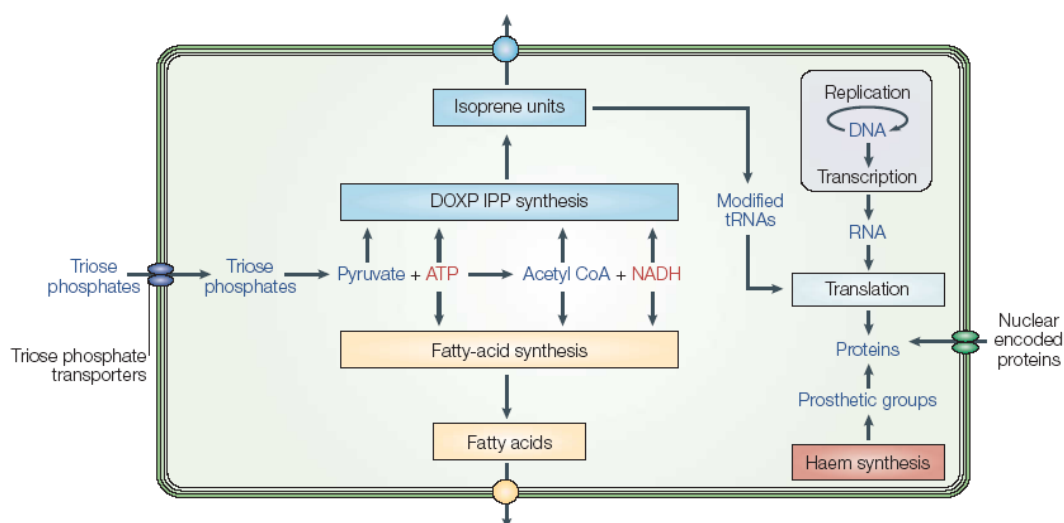 Isoprene units
Replication
DNA
Transcription
DOXP IPP synthesis
Modified
tRNAs
RNA
Triose
phosphates
Triose
phosphates
Pyruvate + ATP
Acetyl CoA + NADH
Translation
Triose phosphate
transporters
Fatty-acid synthesis
Proteins
Nuclear
encoded
proteins
Prosthetic groups
Fatty acids
Haem synthesis